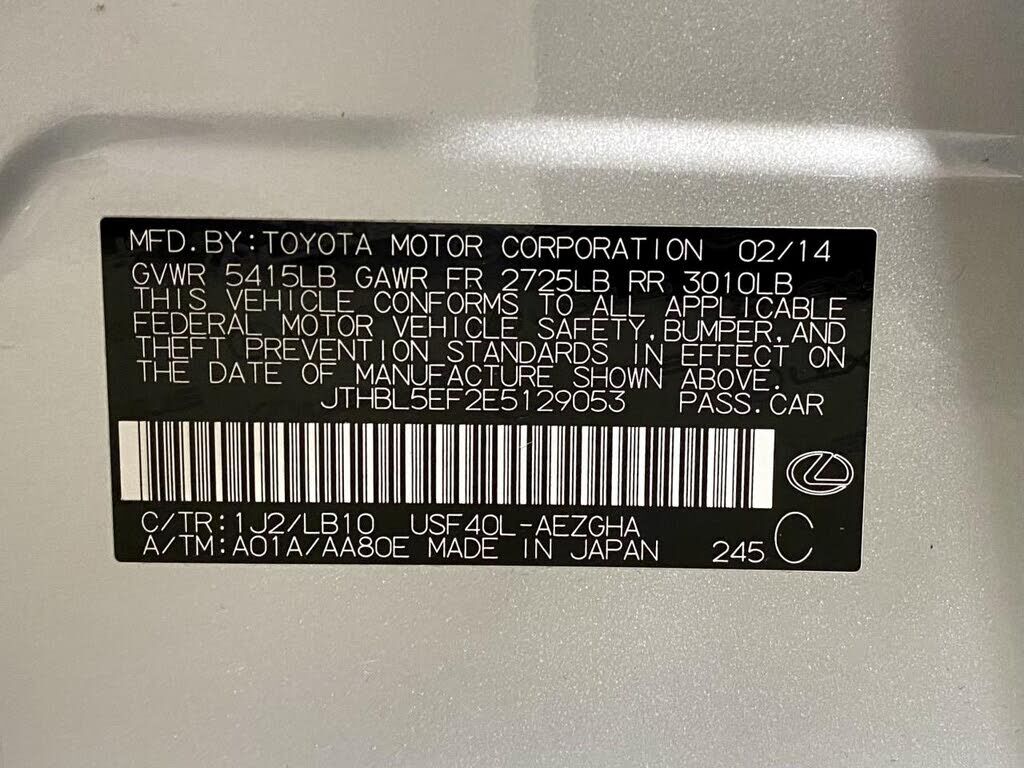 MFD.BY:TOYOTA MOTOR CORPORATION 02/14
GVWR 5415LB GAWR FR 2725LB RR 3010LB
THIS VEHICLE CONFORMS TO ALL APPLICABLE
FEDERAL MOTOR VEHICLE SAFETY,BUMPER,AND
THEFT PREVENTION STANDARDS IN EFFECT ON
THE DATE OF MANUFACTURE SHOWN ABOVE.
JTHBL5EF2E5129053 PASS.CAR
C/TR:1J2/LB10 USF40L-AEZGHA
A/TM:A01A/AA80E MADE IN JAPAN 245 C